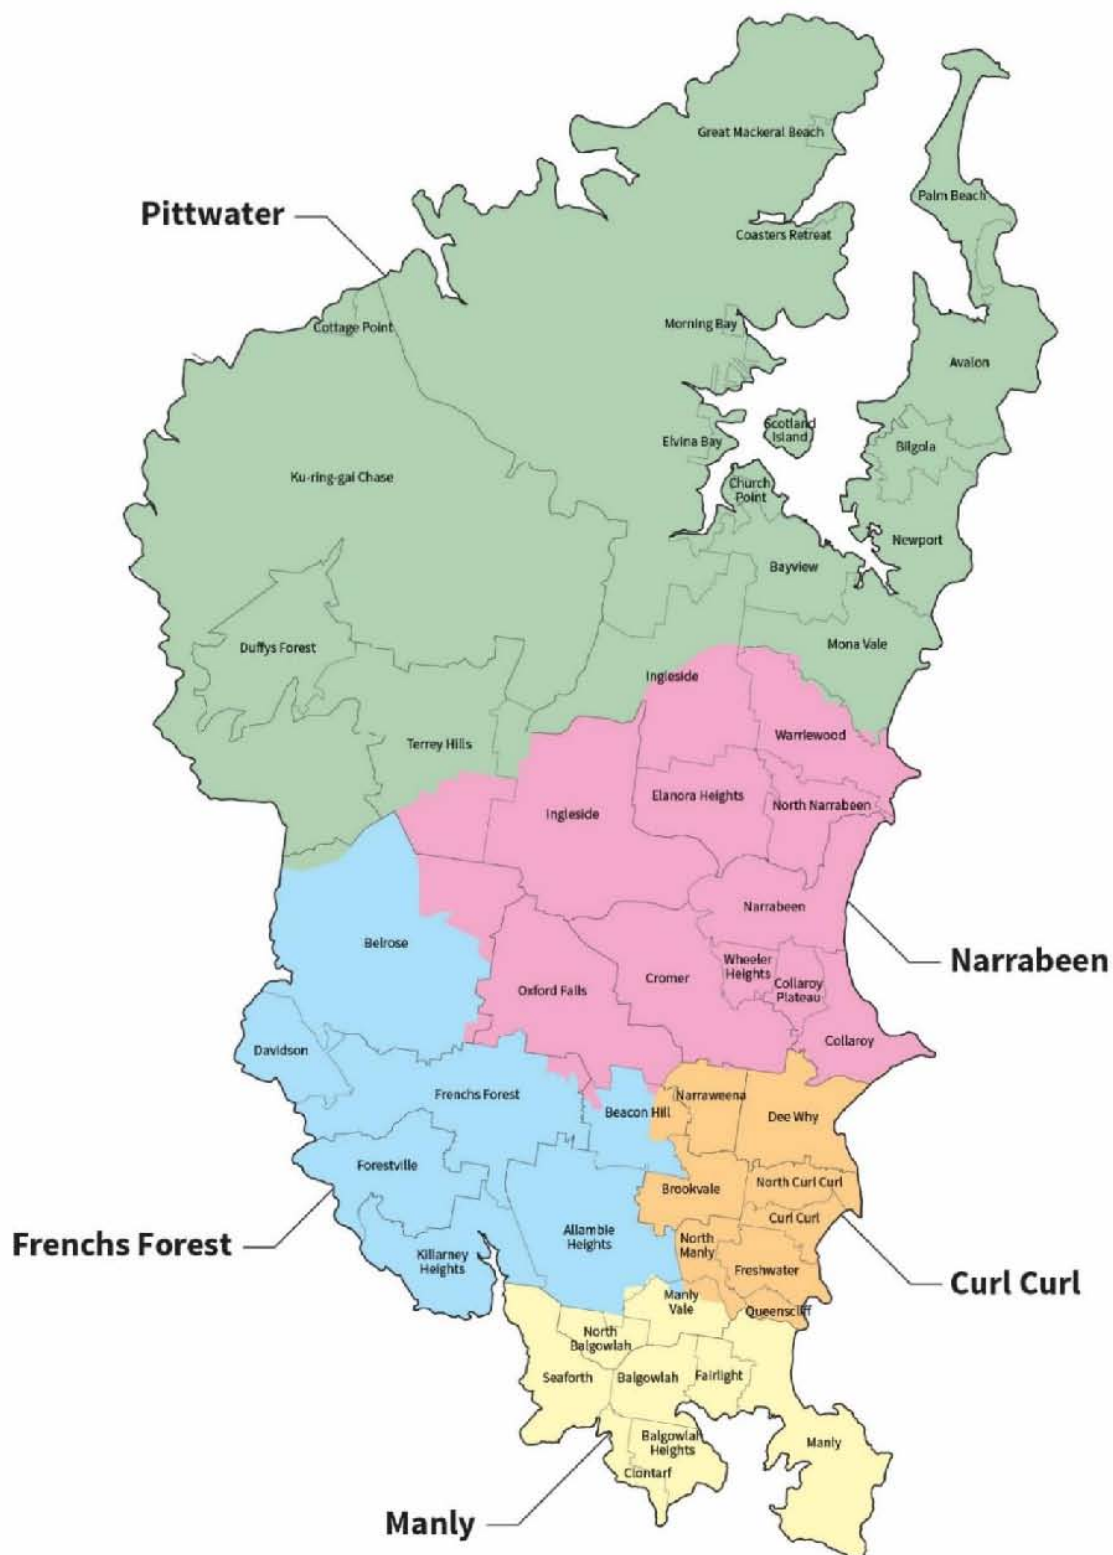 Great Mackeral Beach
Palm Beach
Pittwater
Coasters Retreat
Cottage Point
Morning Bay
Avalon
Scotland
Island
Elvina Bay
Bilgola
Ku-ring-gai Chase
Church
Point
Newport
Bayview
Duffys Forest
Mona Vale
Ingleside
Warriewood
Terrey Hills
Elanora Heights
North Narrabeen
Ingleside
Narrabeen
Belrose
Narrabeen
Wheeler
Heights
Cromer
Oxford Falls
Collaroy
Plateau
Collaroy
Davidson
Frenchs Forest
Narraweena
Beacon Hill
Dee Why
Forestville
Brookvale
North Curl Curl
Curl Curl
Allambie
Heights
North
Manly
Frenchs Forest
Killarney
Heights
Freshwater
Curl Curl
Manly
Vale
Queenscliff
North
Balgowlah
Seaforth
Balgowlah
Fairlight
Balgowlah
Heights
Manly
Clontarf
Manly